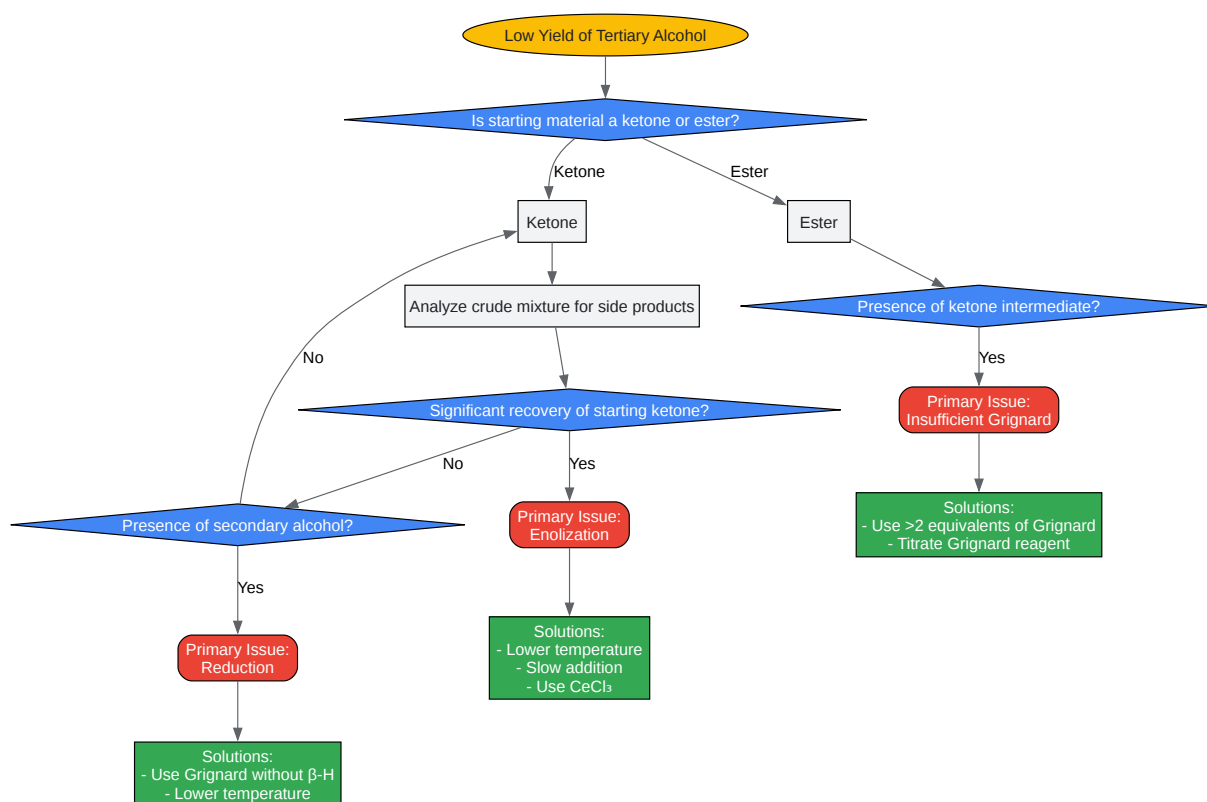 Low Yield of Tertiary Alcohol
Is starting material a ketone or ester?
Ketone
Ester
Ketone
Ester
Analyze crude mixture for side products
Presence of ketone intermediate?
No
Yes
Significant recovery of starting ketone?
Primary Issue:
Insufficient Grignard
No
Yes
Presence of secondary alcohol?
Primary Issue:
Enolization
Solutions:
- Use >2 equivalents of Grignard
- Titrate Grignard reagent
Yes
Primary Issue:
Reduction
Solutions:
- Lower temperature
- Slow addition
- Use CeCl₃
Solutions:
- Use Grignard without β-H
- Lower temperature